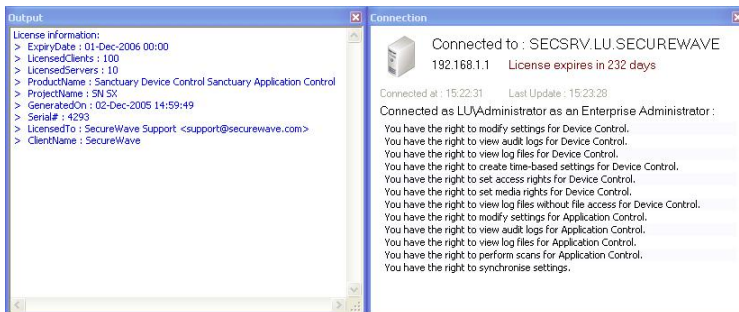 Output
License information:
> ExpiryDate : 01-Dec-2006 00:00
> LicensedClients : 100
> LicensedServers : 10
> ProductName : Sanctuary Device Control Sanctuary Application Control
> ProjectName : SN SX
> GeneratedOn : 02-Dec-2005 14:59:49
> Serial# : 4293
> LicensedTo : SecureWave Support <support@securewave.com>
> ClientName : SecureWave
Connection
Connected to : SECSRV.LU.SECUREWAVE
192.168.1.1 License expires in 232 days
Connected at : 15:22:31 Last Update : 15:23:28
Connected as LU\Administrator as an Enterprise Administrator :
You have the right to modify settings for Device Control.
You have the right to view audit logs for Device Control.
You have the right to view log files for Device Control.
You have the right to create time-based settings for Device Control.
You have the right to set access rights for Device Control.
You have the right to set media rights for Device Control.
You have the right to view log files without file access for Device Control.
You have the right to modify settings for Application Control.
You have the right to view audit logs for Application Control.
You have the right to view log files for Application Control.
You have the right to perform scans for Application Control.
You have the right to synchronise settings.